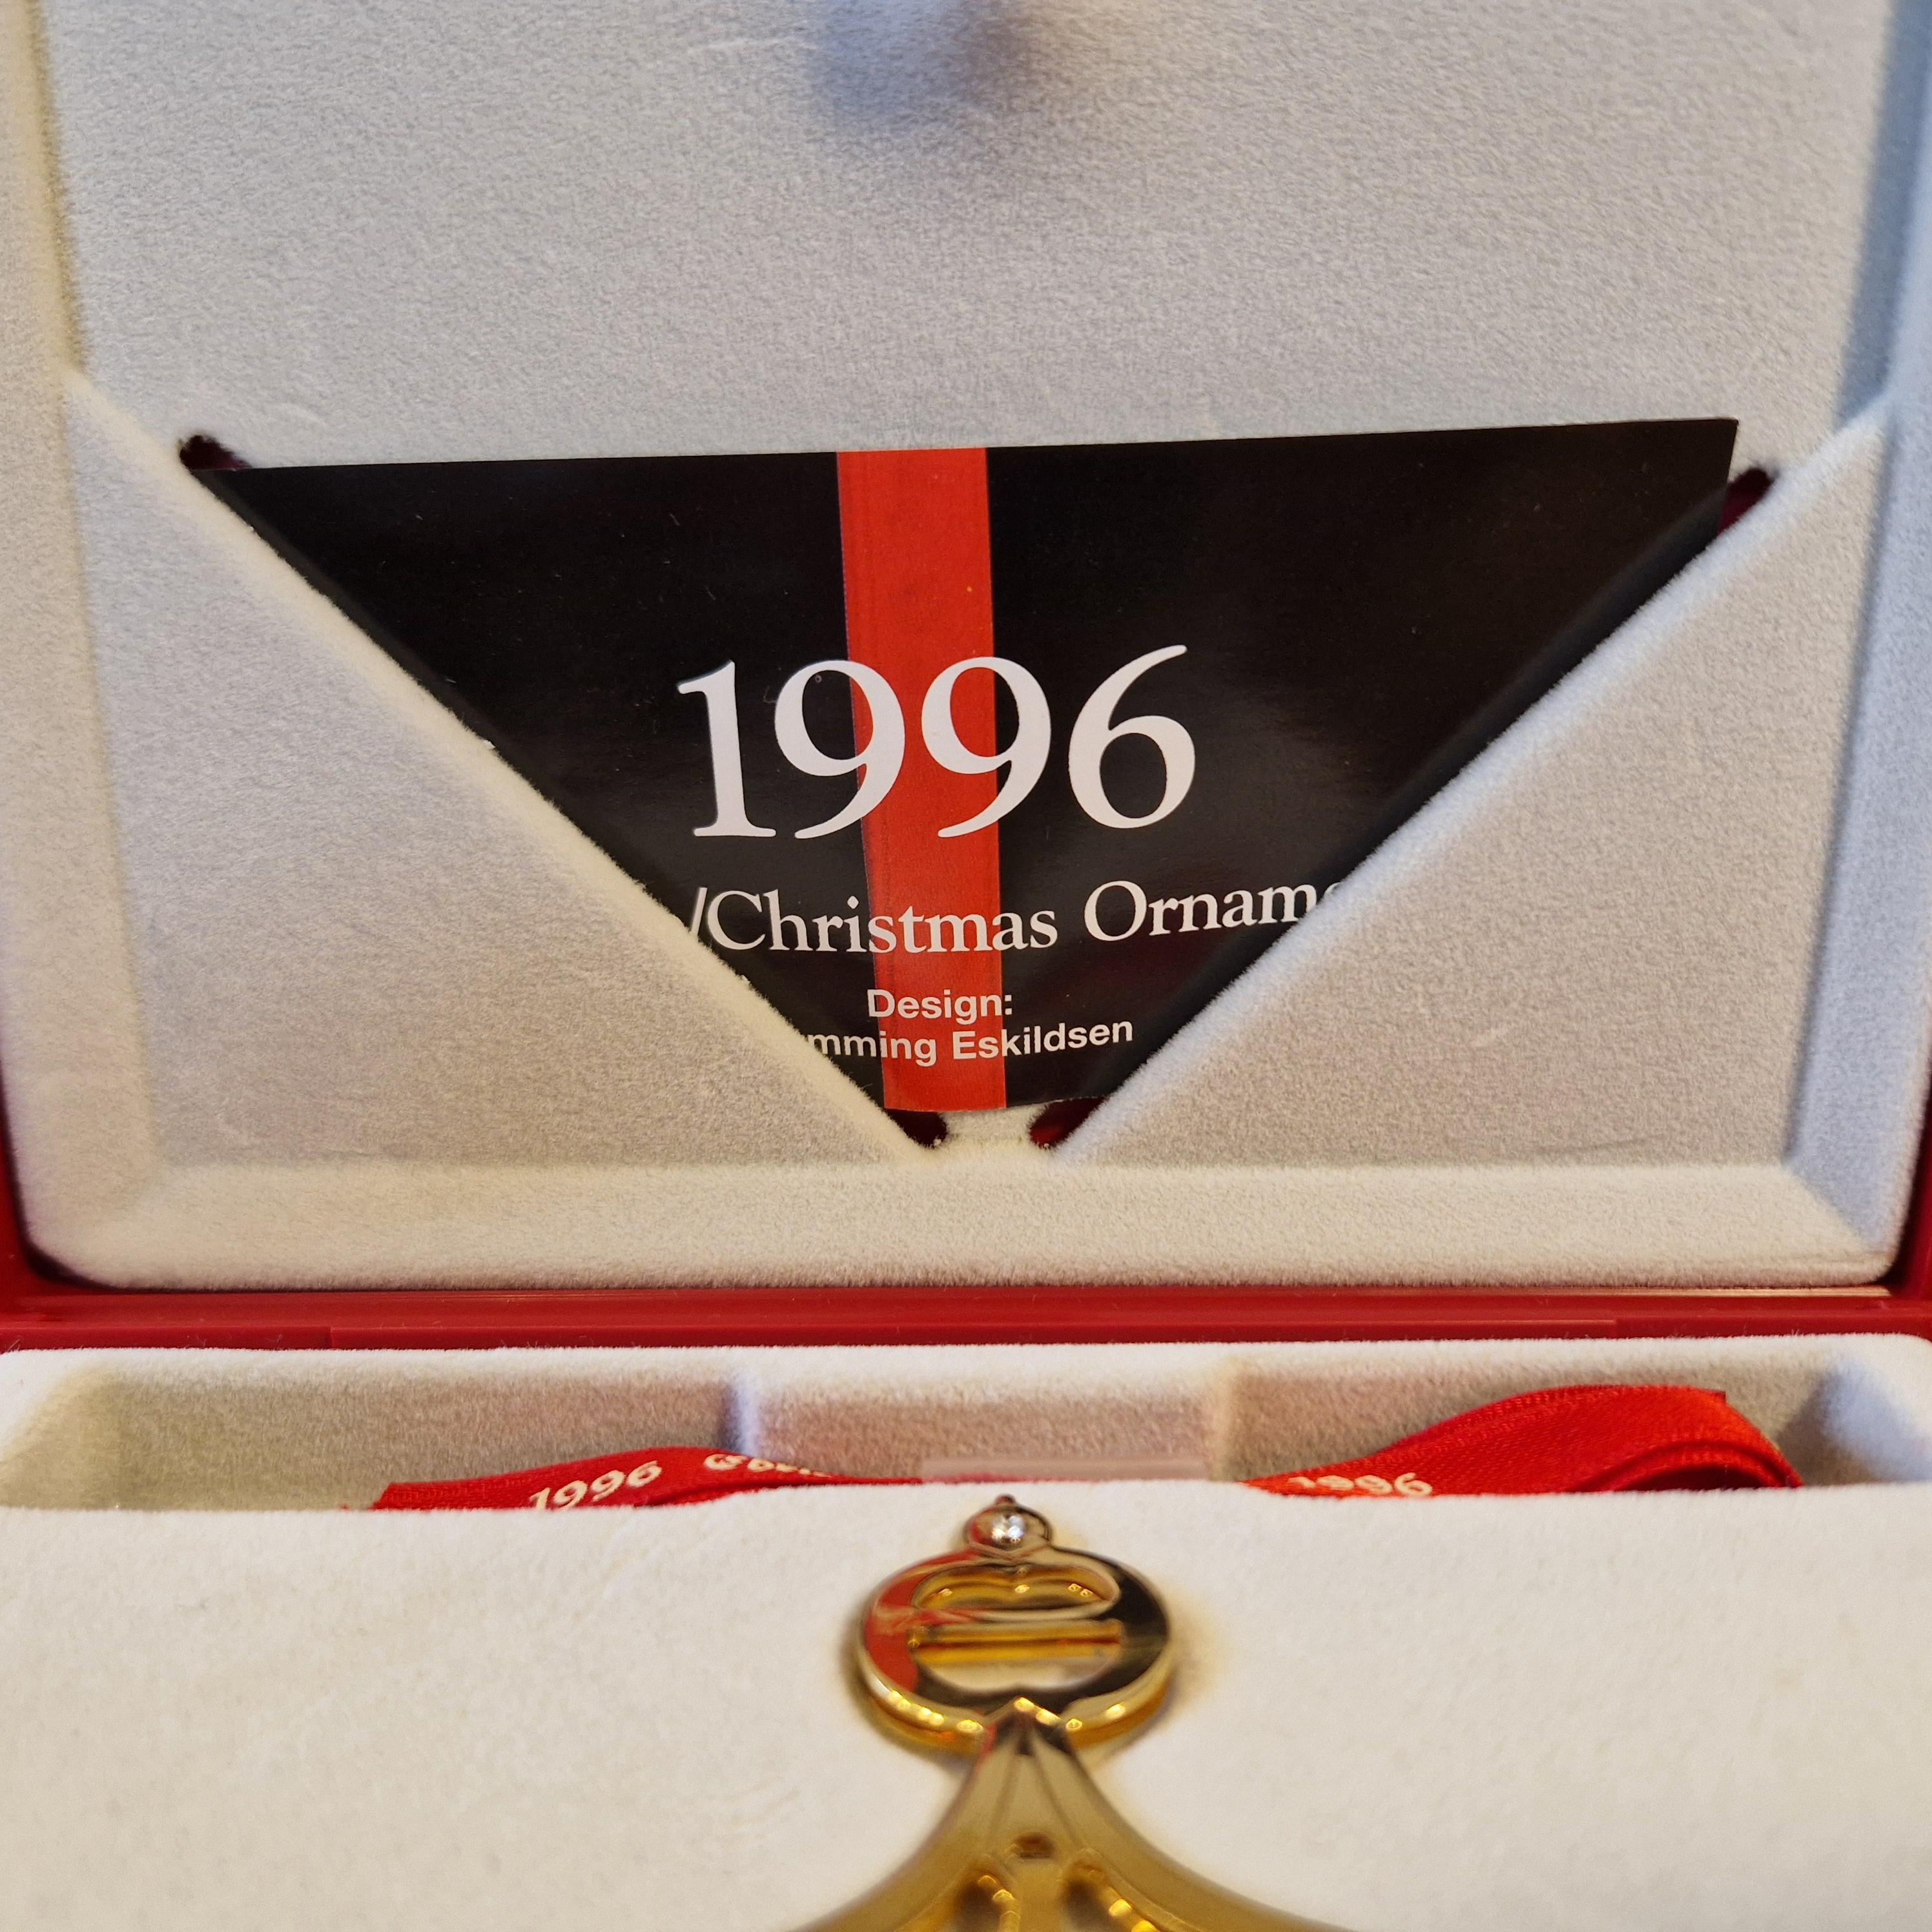 1996
/Christmas Orname
Design:
mming Eskildsen
1996
1996